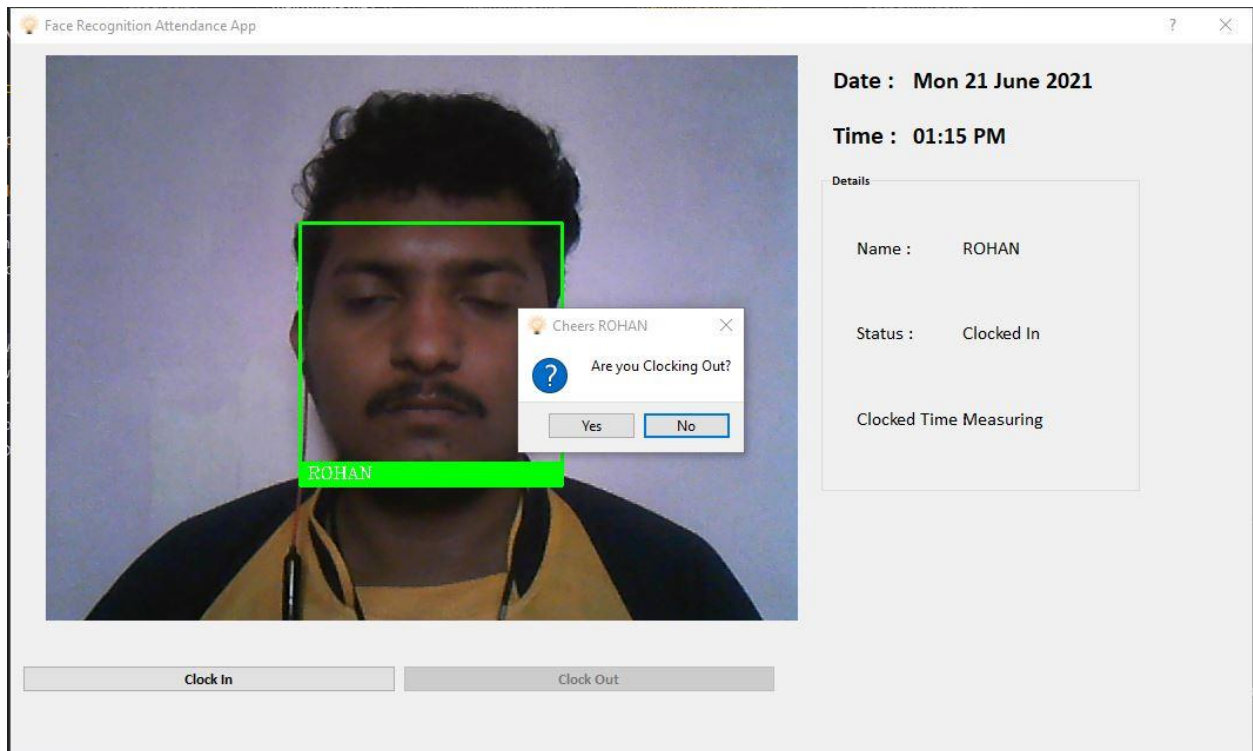 Face Recognition Attendance App
Date : Mon 21 June 2021
Time : 01:15 PM
Details
Name : ROHAN
Status : Clocked In
Clocked Time Measuring
Cheers ROHAN
Are you Clocking Out?
Yes No
ROHAN
Clock In Clock Out